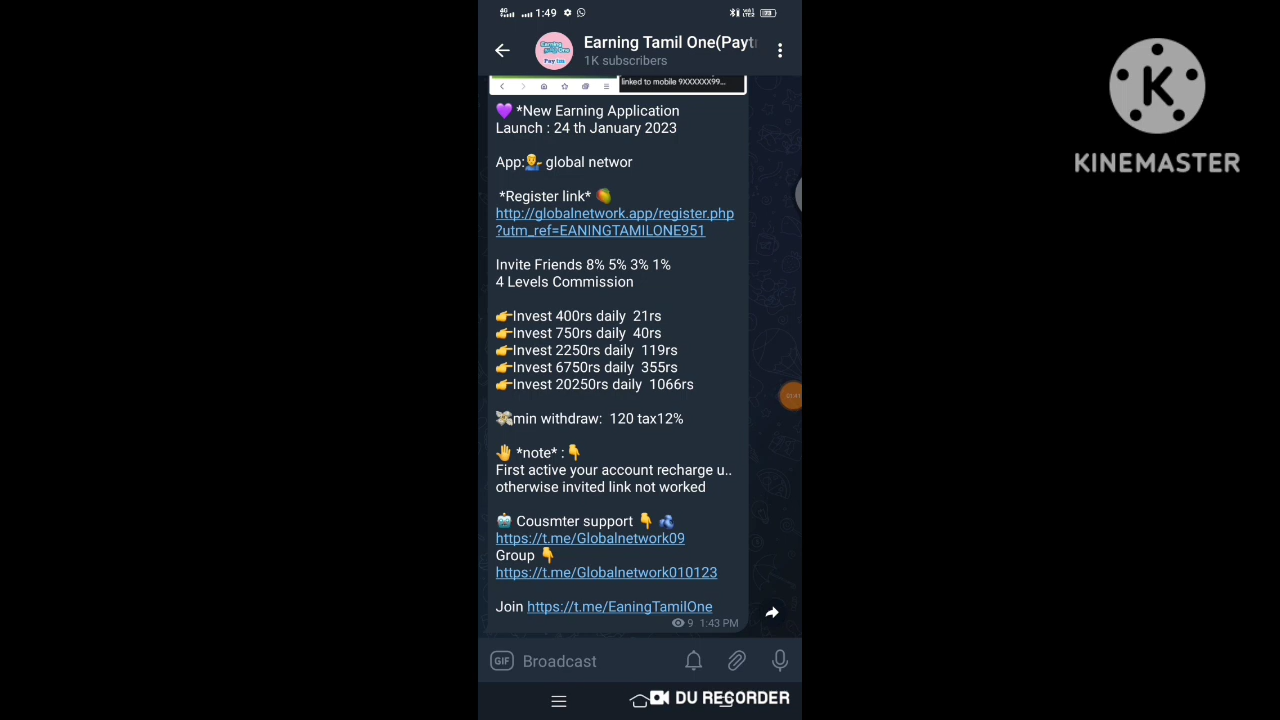 4G 1:49
Earning Tamil One(Payt
1K subscribers
Earning
Paytm
linked to mobile 9XXXXXX99...
💜 *New Earning Application
Launch : 24 th January 2023
App:💁‍♂️ global networ
*Register link* 🥭
http://globalnetwork.app/register.php
?utm_ref=EANINGTAMILONE951
Invite Friends 8% 5% 3% 1%
4 Levels Commission
👉Invest 400rs daily 21rs
👉Invest 750rs daily 40rs
👉Invest 2250rs daily 119rs
👉Invest 6750rs daily 355rs
👉Invest 20250rs daily 1066rs
💸min withdraw: 120 tax12%
🤚 *note* :👇
First active your account recharge u..
otherwise invited link not worked
🤖 Cousmter support 👇 💦
https://t.me/Globalnetwork09
Group 👇
https://t.me/Globalnetwork010123
Join https://t.me/EaningTamilOne
9 1:43 PM
GIF Broadcast
DU RECORDER
K
KINEMASTER